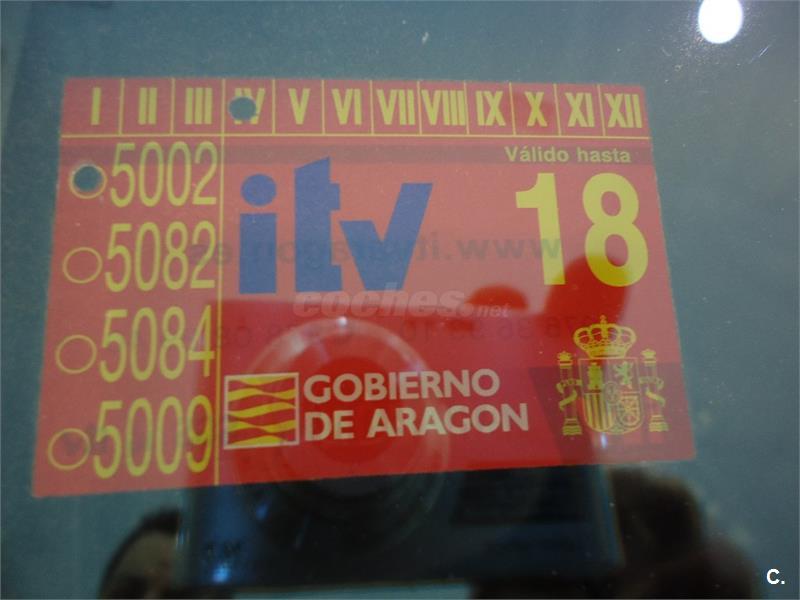 I II III IV V VI VII VIII IX X XI XII
Válido hasta
5002
itv
18
5082
coches.net
5084
GOBIERNO
DE ARAGON
5009
C.